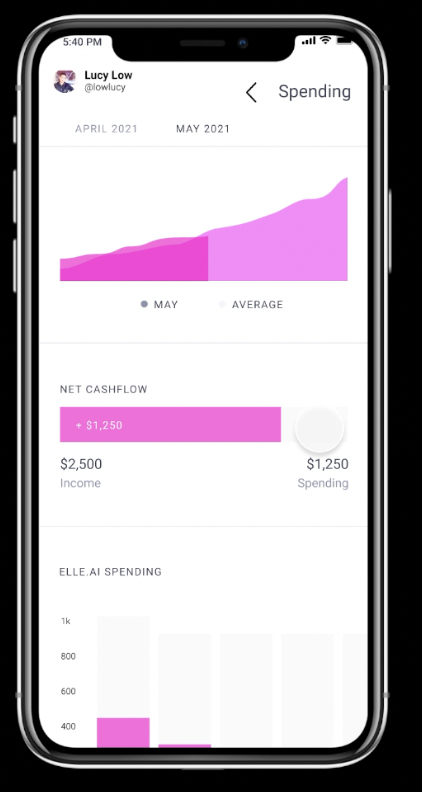 5:40 PM
Lucy Low
@lowlucy
Spending
APRIL 2021 MAY 2021
MAY AVERAGE
NET CASHFLOW
+ $1,250
$2,500 $1,250
Income Spending
ELLE.AI SPENDING
1k
800
600
400